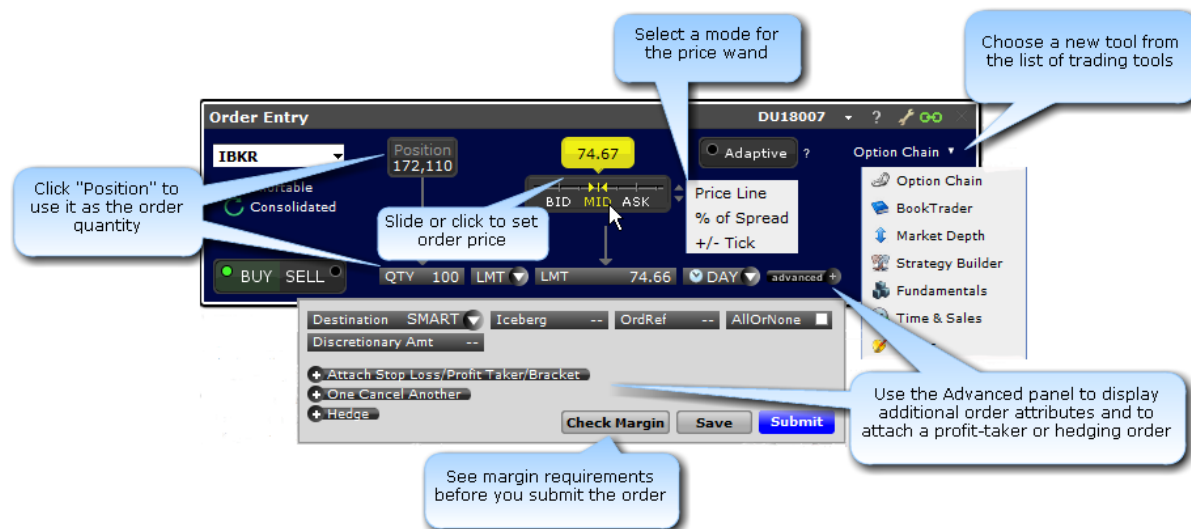 Select a mode for
the price wand
Choose a new tool from
the list of trading tools
Order Entry
DU18007
?
IBKR
Position
172,110
74.67
Adaptive
?
Option Chain
Click "Position" to
use it as the order
quantity
Consolidated
BID MID ASK
Slide or click to set
order price
Price Line
% of Spread
+/- Tick
Option Chain
BookTrader
Market Depth
Strategy Builder
Fundamentals
Time & Sales
BUY SELL
QTY 100
LMT
LMT 74.66
DAY
advanced +
Destination SMART
Iceberg --
OrdRef --
AllOrNone
Discretionary Amt --
+ Attach Stop Loss/Profit Taker/Bracket
+ One Cancel Another
+ Hedge
Check Margin
Save
Submit
Use the Advanced panel to display
additional order attributes and to
attach a profit-taker or hedging order
See margin requirements
before you submit the order